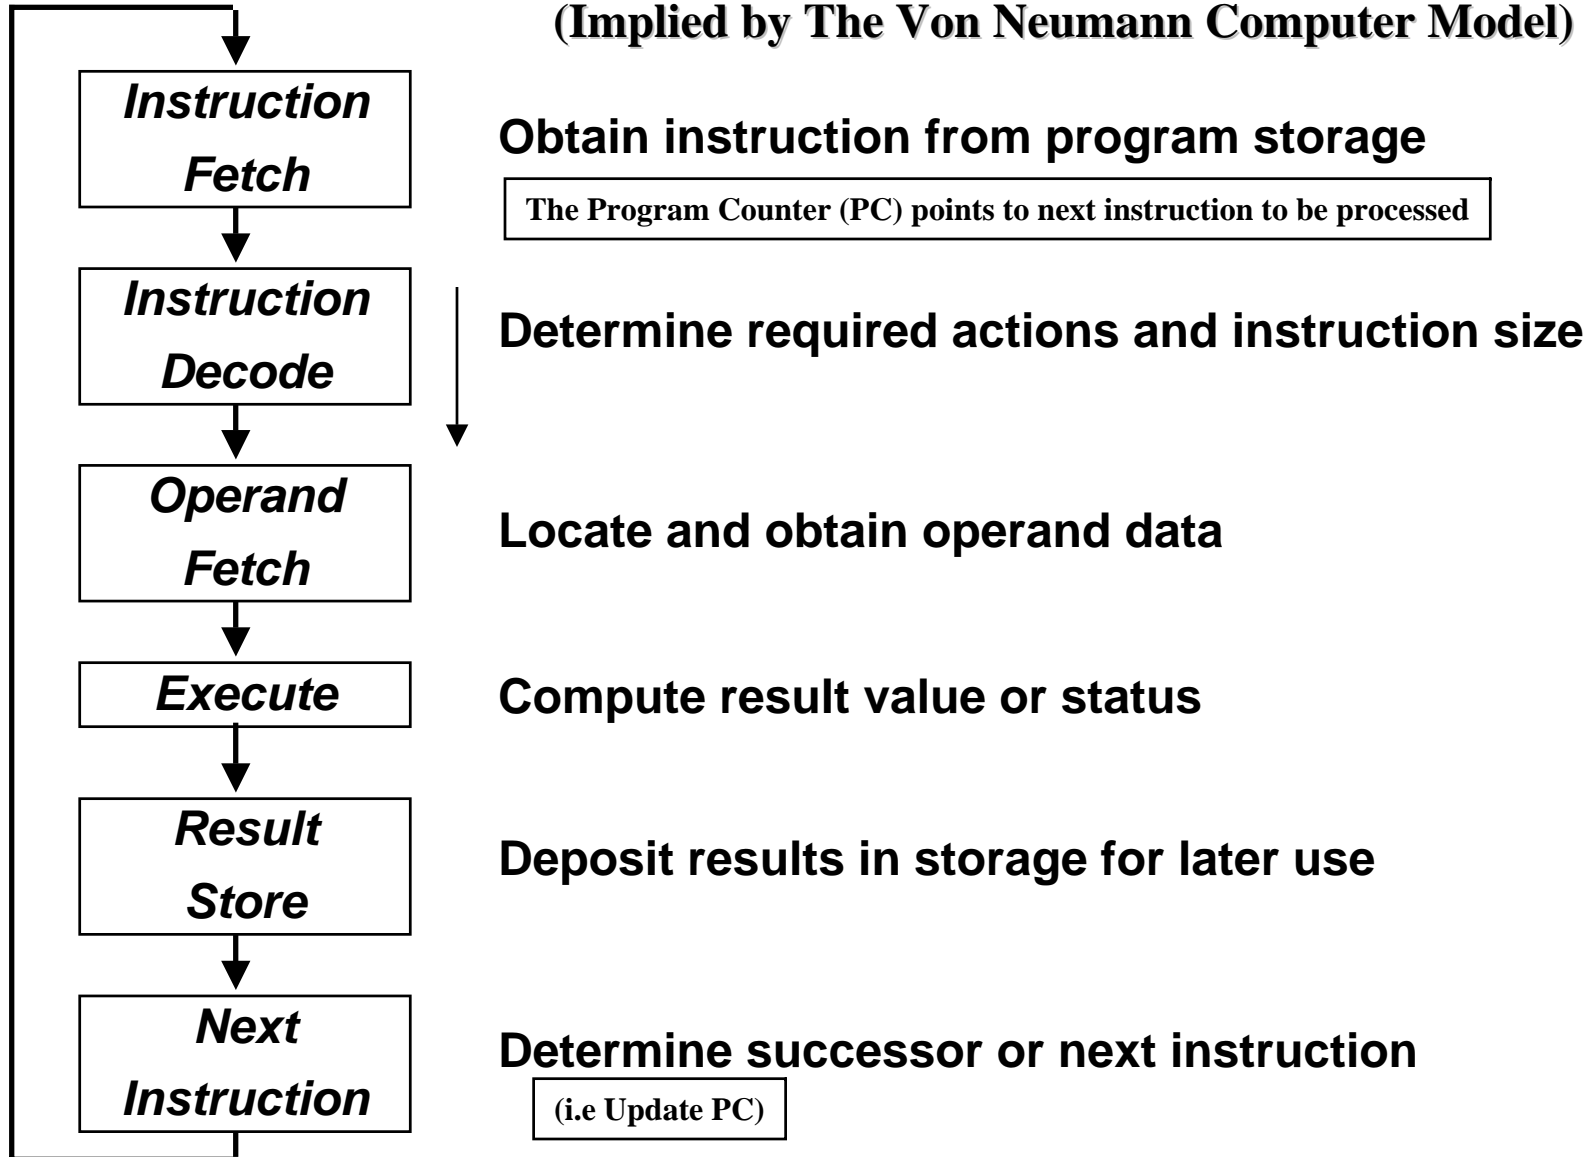 (Implied by The Von Neumann Computer Model)
Instruction
Fetch
Obtain instruction from program storage
The Program Counter (PC) points to next instruction to be processed
Instruction
Decode
Determine required actions and instruction size
Operand
Fetch
Locate and obtain operand data
Execute
Compute result value or status
Result
Store
Deposit results in storage for later use
Next
Instruction
Determine successor or next instruction
(i.e Update PC)